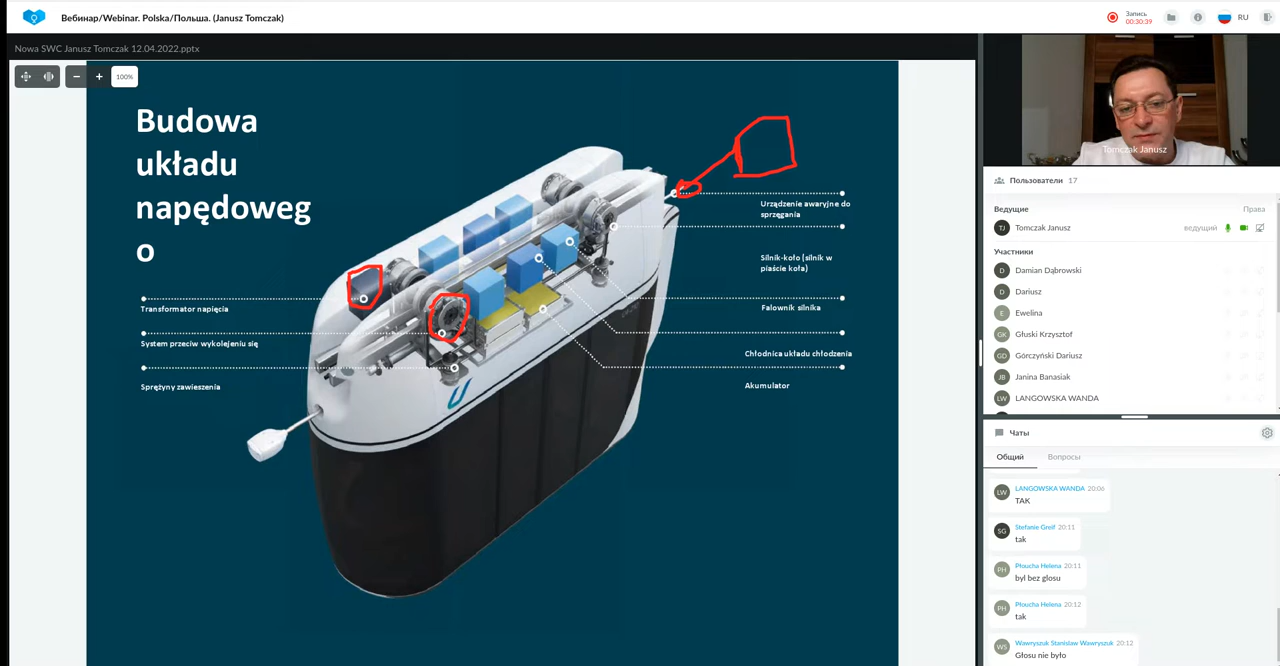 Вебинар/Webinar. Polska/Польша. (Janusz Tomczak)
Запись
00:30:39
RU
Nowa SWC Janusz Tomczak 12.04.2022.pptx
100%
Budowa
układu
napędoweg
o
Urządzenie awaryjne do
sprzęgania
Silnik-koło (silnik w
piaście koła)
Falownik silnika
Chłodnica układu chłodzenia
Akumulator
Transformator napięcia
System przeciw wykolejeniu się
Sprężyny zawieszenia
Tomczak Janusz
Пользователи 17
Ведущие Права
TJ Tomczak Janusz ведущий
Участники
D Damian Dąbrowski
D Dariusz
E Ewelina
GK Głuski Krzysztof
GD Górczyński Dariusz
JB Janina Banasiak
LW LANGOWSKA WANDA
Чаты
Общий Вопросы
LW LANGOWSKA WANDA 20:06
TAK
SG Stefanie Greif 20:11
tak
PH Płoucha Helena 20:11
byl bez glosu
PH Płoucha Helena 20:12
tak
WS Wawryszuk Stanislaw Wawryszuk 20:12
Głosu nie było